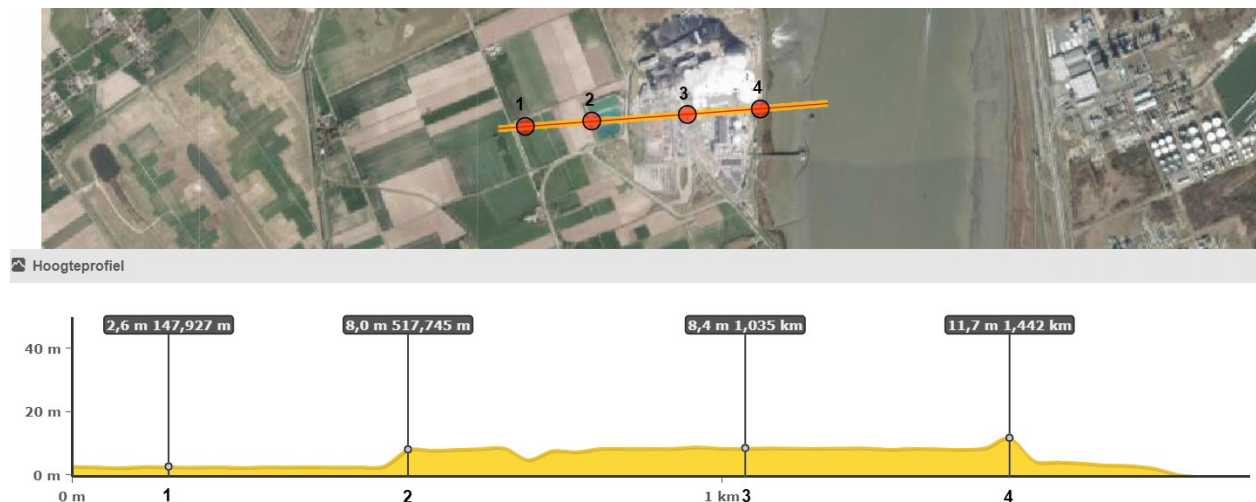 1 2 3 4
Hoogteprofiel
2,6 m 147,927 m 8,0 m 517,745 m 8,4 m 1,035 km 11,7 m 1,442 km
40 m
20 m
0 m
0 m 1 2 1 km 3 4